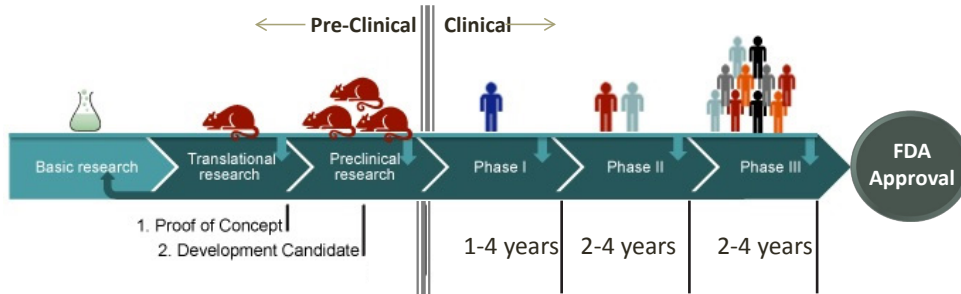 Pre-Clinical
Clinical
Basic research
Translational
research
Preclinical
research
Phase I
Phase II
Phase III
FDA
Approval
1. Proof of Concept
2. Development Candidate
1-4 years
2-4 years
2-4 years